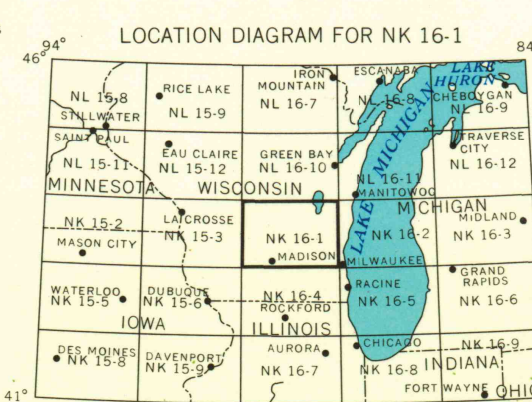 LOCATION DIAGRAM FOR NK 16-1
46°
94°
84
ESCANABA
LAKE
HURON
IRON
MOUNTAIN
NL 15-8
RICE LAKE
NL 15-9
NL 16-7
NL 16-8
CHEBOYGAN
NL 16-9
STILLWATER
SAINT PAUL
NL 15-11
EAU CLAIRE
NL 15-12
GREEN BAY
NL 16-10
LAKE MICHIGAN
TRAVERSE
CITY
NL 16-12
NL 16-11
MANITOWOC
MINNESOTA
WISCONSIN
MICHIGAN
NK 15-2
MASON CITY
LA CROSSE
NK 15-3
NK 16-1
MADISON
NK 16-2
MILWAUKEE
MIDLAND
NK 16-3
WATERLOO
NK 15-5
DUBUQUE
NK 15-6
NK 16-4
ROCKFORD
RACINE
NK 16-5
GRAND
RAPIDS
NK 16-6
IOWA
ILLINOIS
DES MOINES
NK 15-8
DAVENPORT
NK 15-9
AURORA
NK 16-7
CHICAGO
NK 16-8
NK 16-9
INDIANA
FORT WAYNE
OHIO
41°